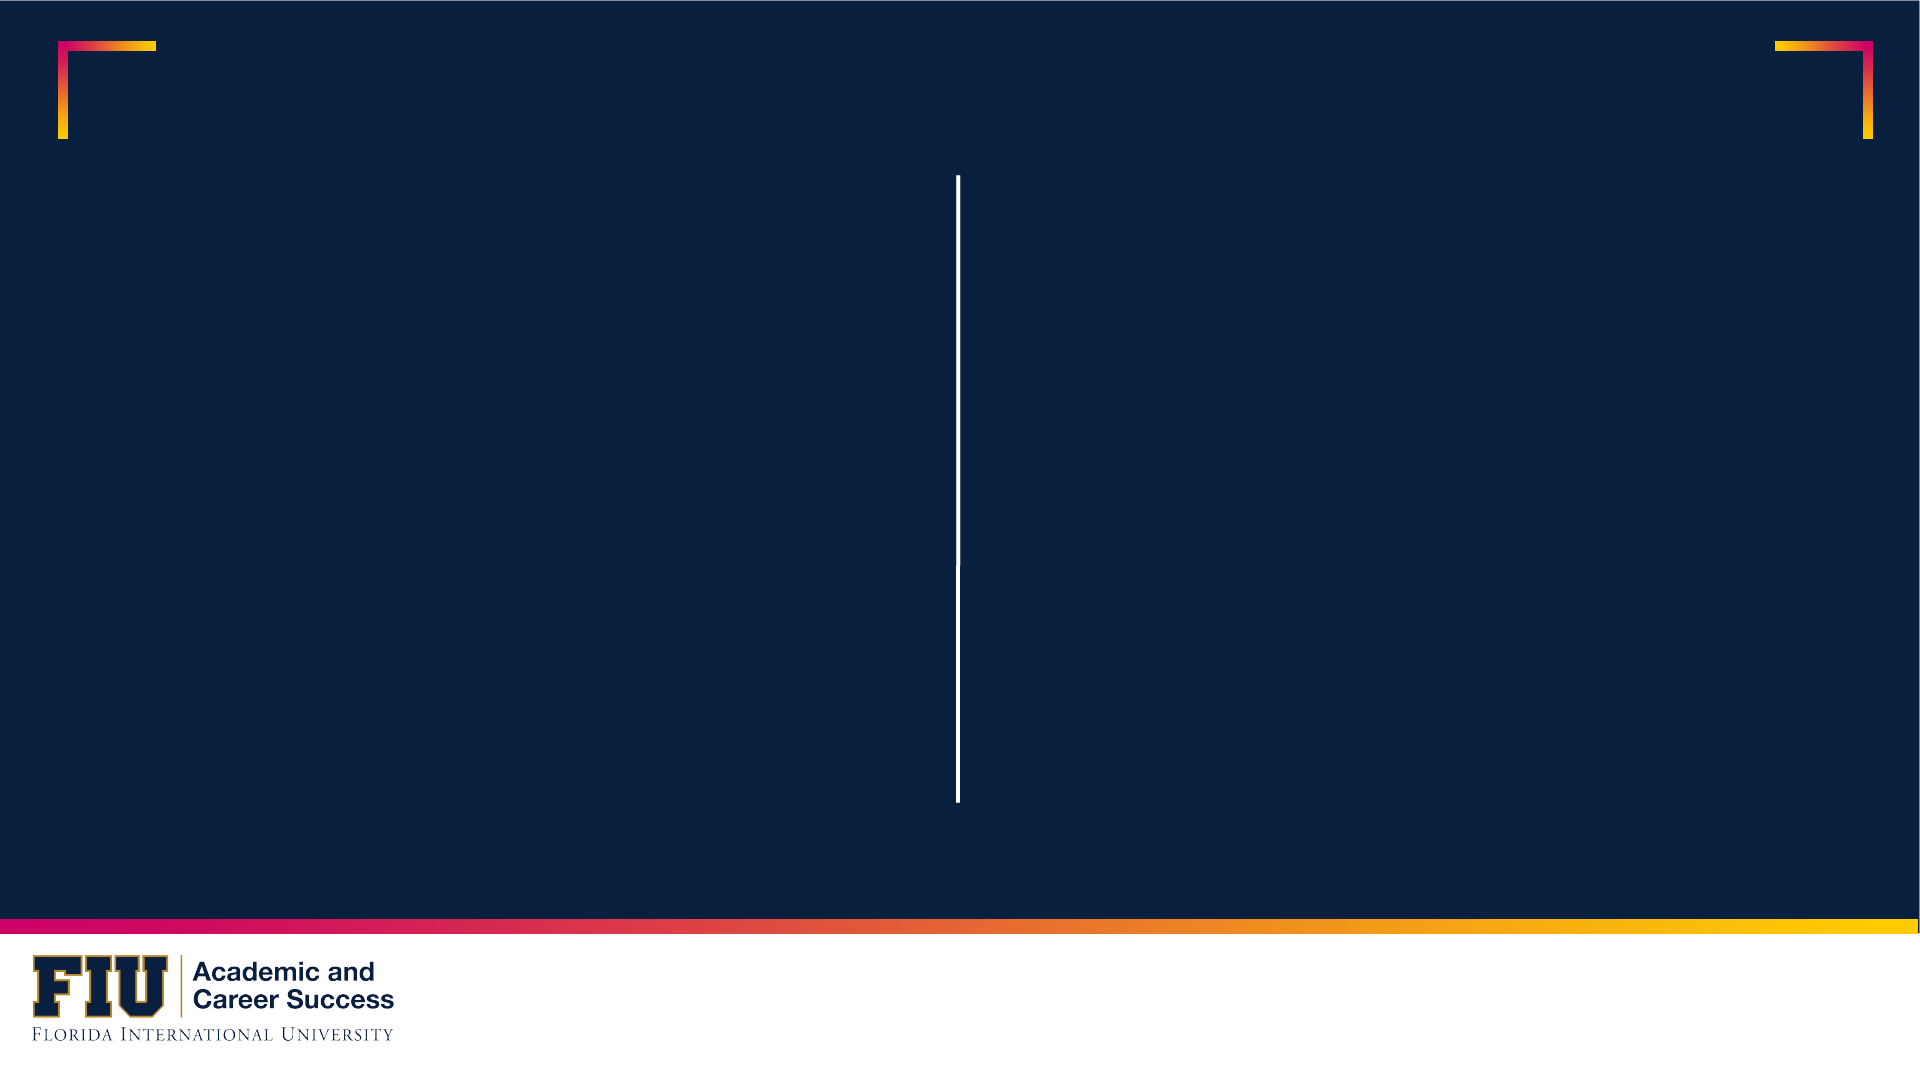 FIU
Academic and
Career Success
FLORIDA INTERNATIONAL UNIVERSITY